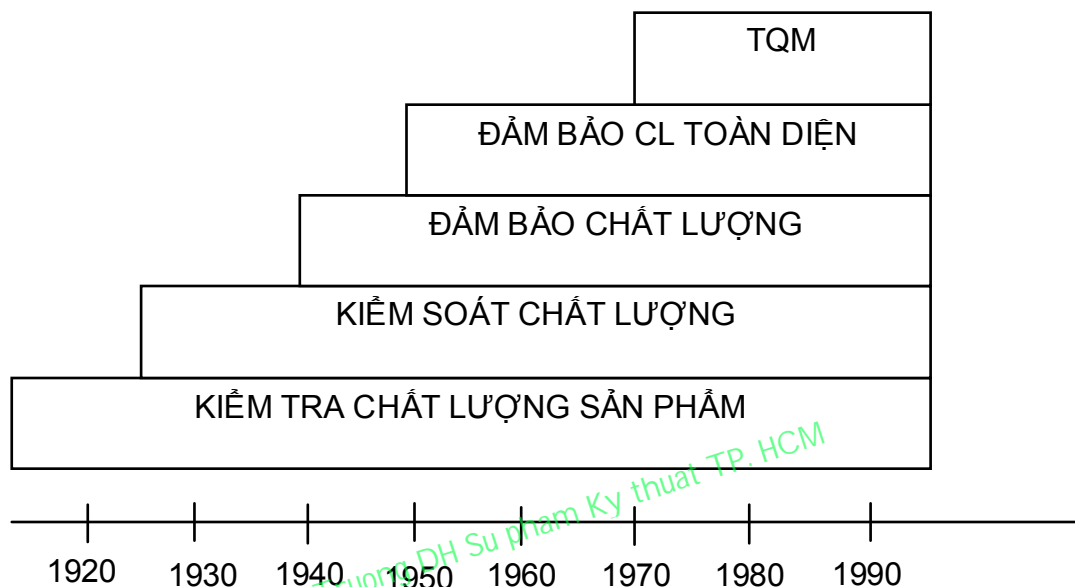 TQM
ĐẢM BẢO CL TOÀN DIỆN
ĐẢM BẢO CHẤT LƯỢNG
KIỂM SOÁT CHẤT LƯỢNG
KIỂM TRA CHẤT LƯỢNG SẢN PHẨM
Truong DH Su pham Ky thuat TP. HCM
1920 1930 1940 1950 1960 1970 1980 1990